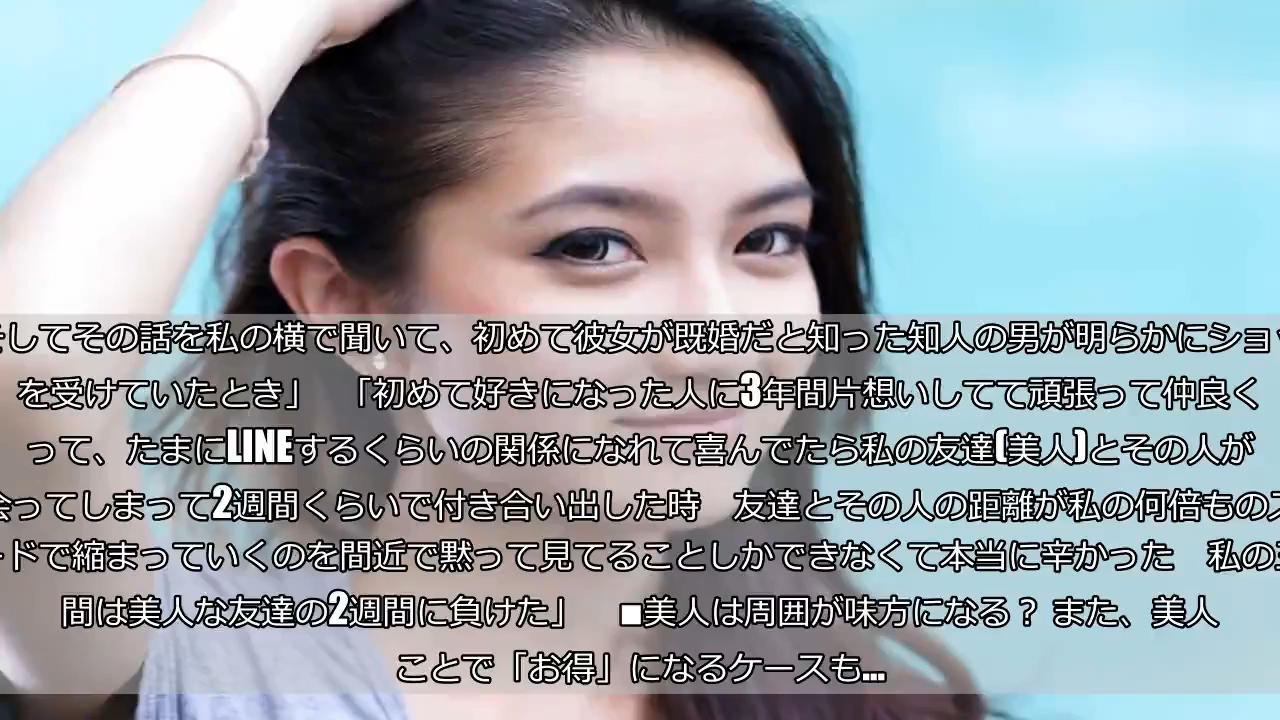 してその話を私の横で聞いて、初めて彼女が既婚だと知った知人の男が明らかにショッ
を受けていたとき」　「初めて好きになった人に3年間片想いしてて頑張って仲良く
って、たまにLINEするくらいの関係になれて喜んでたら私の友達(美人)とその人が
会ってしまって2週間くらいで付き合い出した時　友達とその人の距離が私の何倍もの
ードで縮まっていくのを間近で黙って見てることしかできなくて本当に辛かった　私の
間は美人な友達の2週間に負けた」　■美人は周囲が味方になる？ また、美人
ことで「お得」になるケースも...